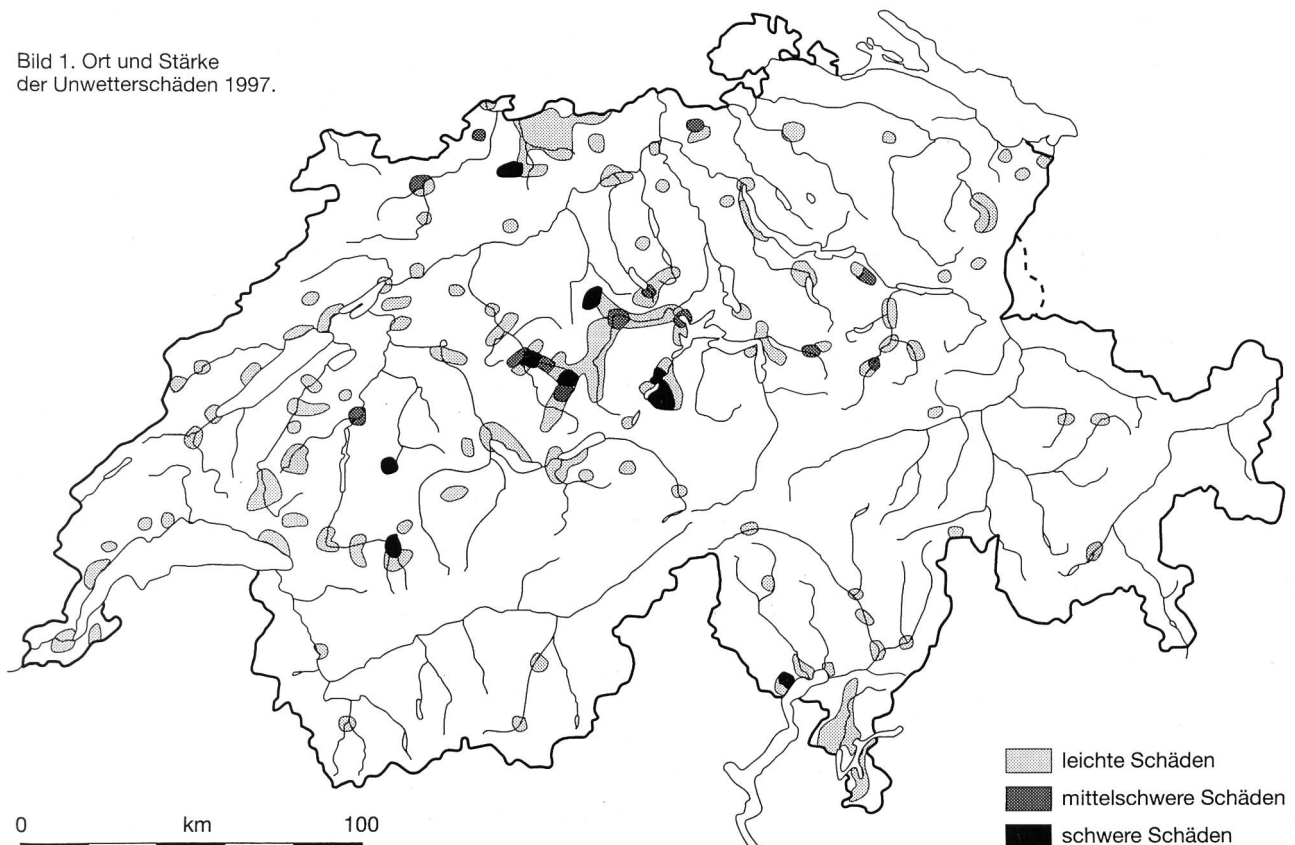 Bild 1. Ort und Stärke
der Unwetterschäden 1997.
leichte Schäden
mittelschwere Schäden
schwere Schäden
0 km 100